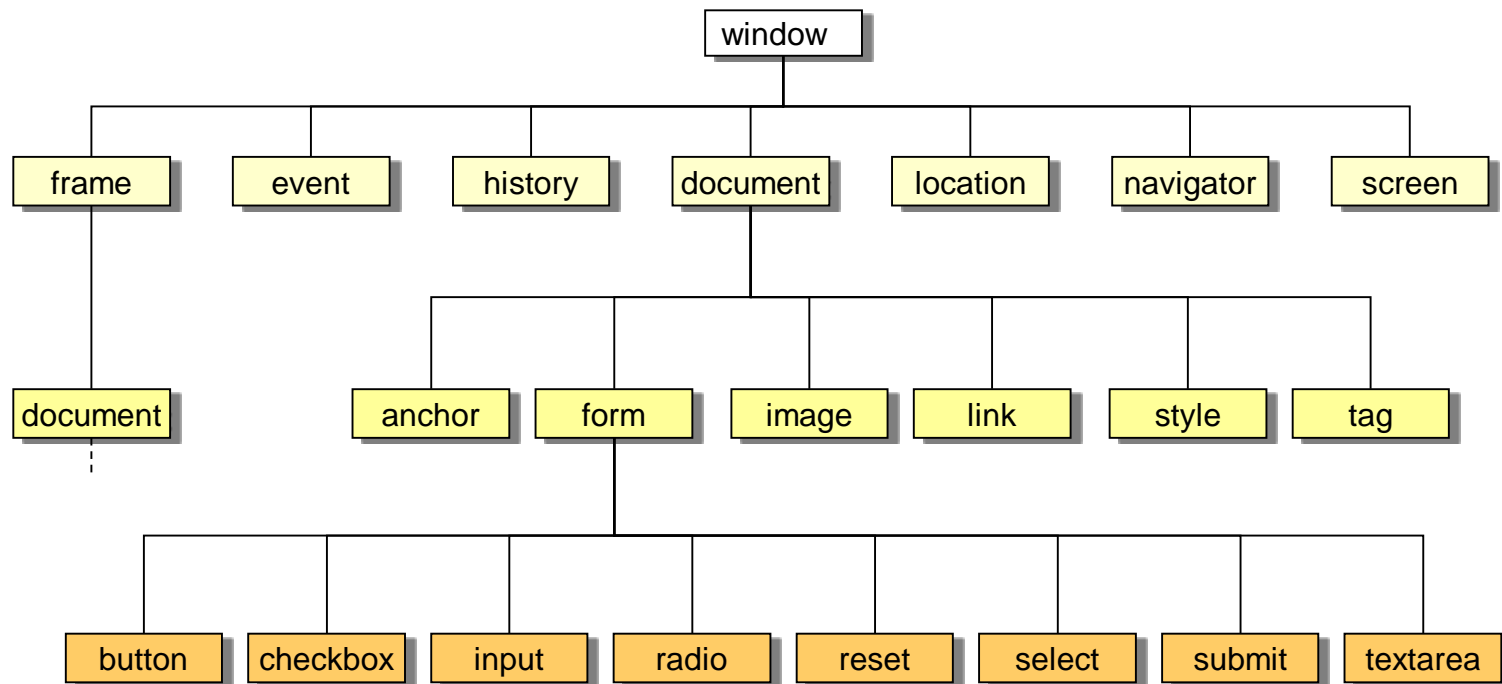 window
frame event history document location navigator screen
document anchor form image link style tag
button checkbox input radio reset select submit textarea